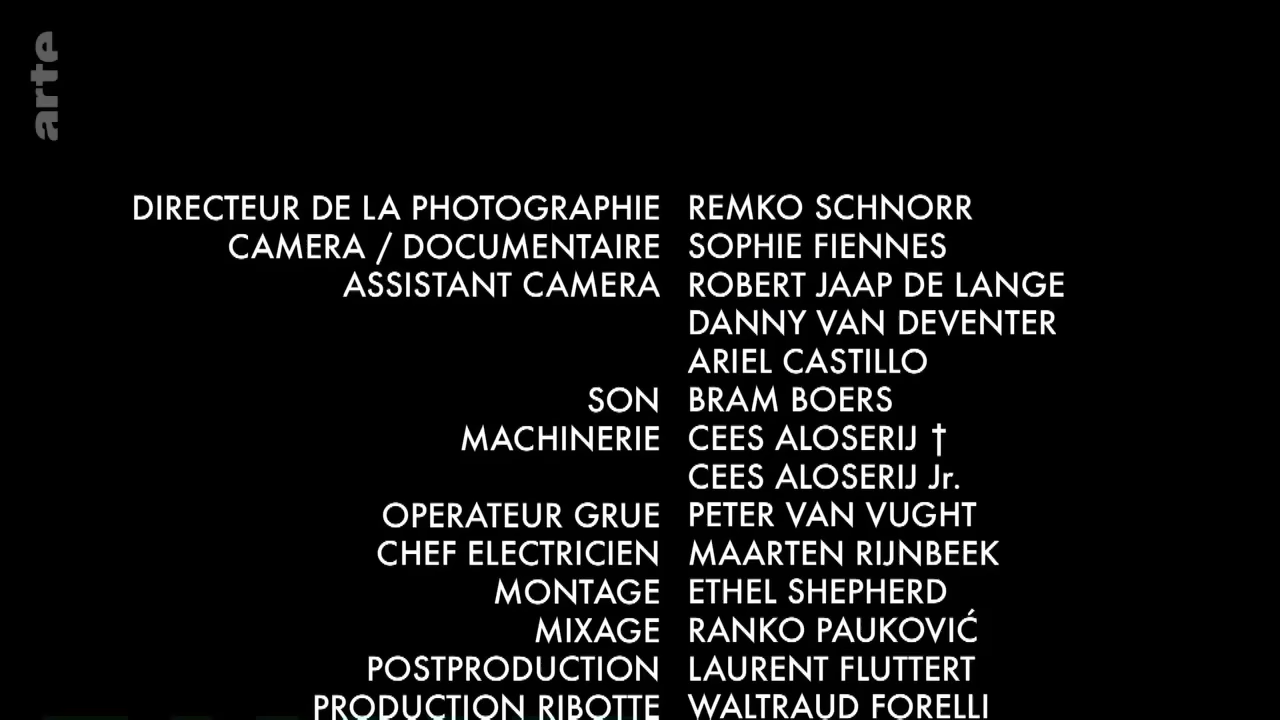 arte
DIRECTEUR DE LA PHOTOGRAPHIE REMKO SCHNORR
CAMERA / DOCUMENTAIRE SOPHIE FIENNES
ASSISTANT CAMERA ROBERT JAAP DE LANGE
DANNY VAN DEVENTER
ARIEL CASTILLO
SON BRAM BOERS
MACHINERIE CEES ALOSERIJ †
CEES ALOSERIJ Jr.
OPERATEUR GRUE PETER VAN VUGHT
CHEF ELECTRICIEN MAARTEN RIJNBEEK
MONTAGE ETHEL SHEPHERD
MIXAGE RANKO PAUKOVIĆ
POSTPRODUCTION LAURENT FLUTTERT
PRODUCTION RIBOTTE WALTRAUD FORELLI